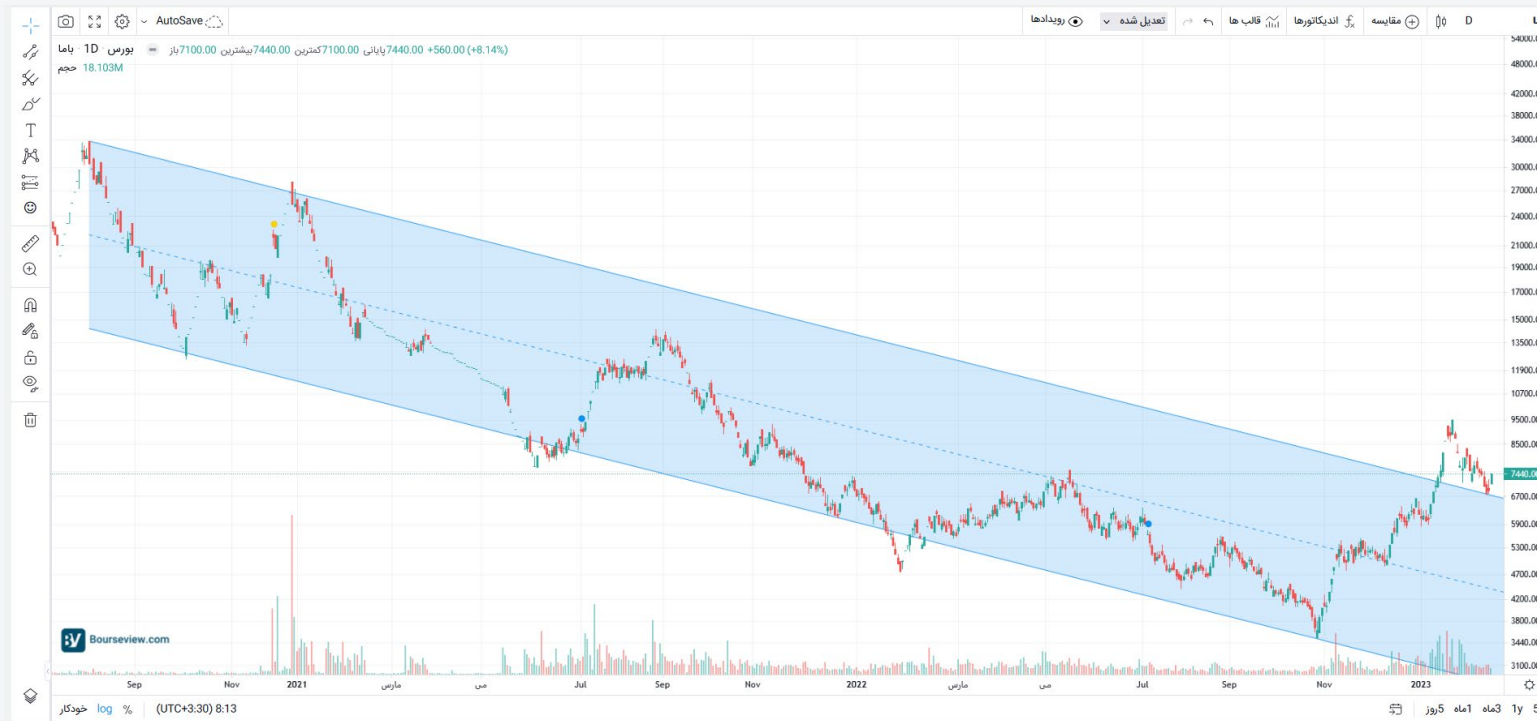 AutoSave
رویدادها
تعدیل شده
قالب ها
اندیکاتورها
مقایسه
D
باما 1D بورس
باز7100.00 بیشترین7440.00 کمترین7100.00 پایانی7440.00 +560.00 (+8.14%)
حجم 18.103M
54000.0
48000.0
42000.0
38000.0
34000.0
30000.0
27000.0
24000.0
21000.0
19000.0
17000.0
15000.0
13500.0
11900.0
10700.0
9500.0
8500.0
7440.0
6700.0
5900.0
5300.0
4700.0
4200.0
3800.0
3440.0
3100.0
Bourseview.com
Sep Nov 2021 مارس می Jul Sep Nov 2022 مارس می Jul Sep Nov 2023
خودکار log % (UTC+3:30) 8:13
5روز 1ماه 3ماه 1y